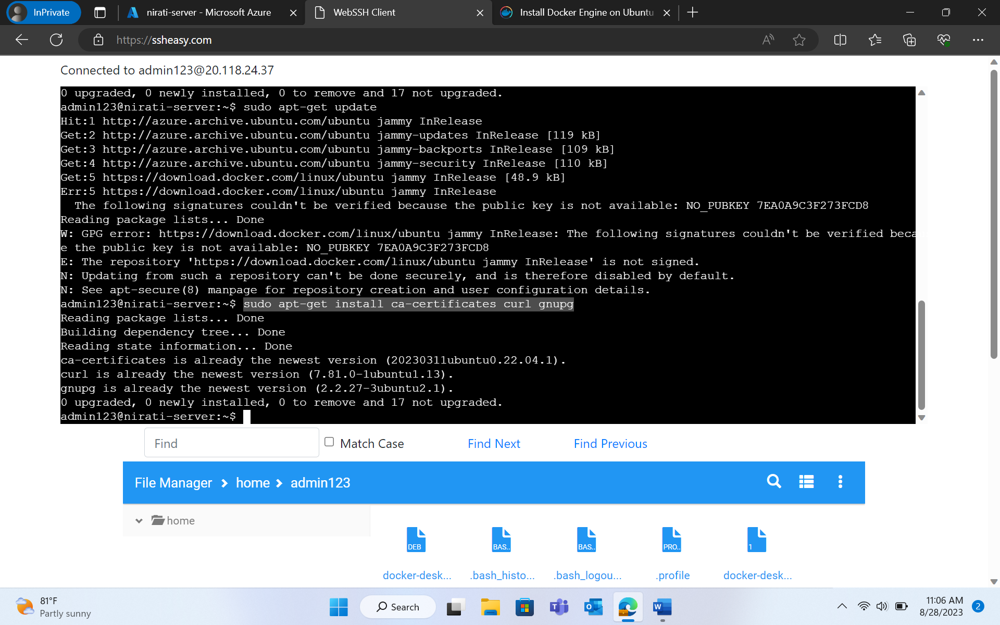 InPrivate
nirati-server - Microsoft Azure
WebSSH Client
Install Docker Engine on Ubuntu
https://ssheasy.com
Connected to admin123@20.118.24.37
0 upgraded, 0 newly installed, 0 to remove and 17 not upgraded.
admin123@nirati-server:~$ sudo apt-get update
Hit:1 http://azure.archive.ubuntu.com/ubuntu jammy InRelease
Get:2 http://azure.archive.ubuntu.com/ubuntu jammy-updates InRelease [119 kB]
Get:3 http://azure.archive.ubuntu.com/ubuntu jammy-backports InRelease [109 kB]
Get:4 http://azure.archive.ubuntu.com/ubuntu jammy-security InRelease [110 kB]
Get:5 https://download.docker.com/linux/ubuntu jammy InRelease [48.9 kB]
Err:5 https://download.docker.com/linux/ubuntu jammy InRelease
The following signatures couldn't be verified because the public key is not available: NO_PUBKEY 7EA0A9C3F273FCD8
Reading package lists... Done
W: GPG error: https://download.docker.com/linux/ubuntu jammy InRelease: The following signatures couldn't be verified beca
e the public key is not available: NO_PUBKEY 7EA0A9C3F273FCD8
E: The repository 'https://download.docker.com/linux/ubuntu jammy InRelease' is not signed.
N: Updating from such a repository can't be done securely, and is therefore disabled by default.
N: See apt-secure(8) manpage for repository creation and user configuration details.
admin123@nirati-server:~$ sudo apt-get install ca-certificates curl gnupg
Reading package lists... Done
Building dependency tree... Done
Reading state information... Done
ca-certificates is already the newest version (20230311ubuntu0.22.04.1).
curl is already the newest version (7.81.0-1ubuntu1.13).
gnupg is already the newest version (2.2.27-3ubuntu2.1).
0 upgraded, 0 newly installed, 0 to remove and 17 not upgraded.
admin123@nirati-server:~$
Find
Match Case
Find Next
Find Previous
File Manager > home > admin123
home
DEB
BAS..
BAS..
PRO..
1
docker-desk...
.bash_histo...
.bash_logou...
.profile
docker-desk...
81°F
Partly sunny
Search
11:06 AM
8/28/2023
2